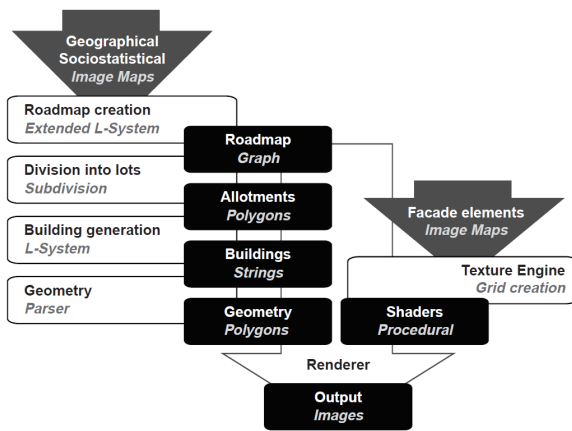 Geographical
Sociostatistical
Image Maps
Roadmap creation
Extended L-System
Roadmap
Graph
Division into lots
Subdivision
Allotments
Polygons
Facade elements
Image Maps
Building generation
L-System
Buildings
Strings
Texture Engine
Grid creation
Geometry
Parser
Geometry
Polygons
Shaders
Procedural
Renderer
Output
Images